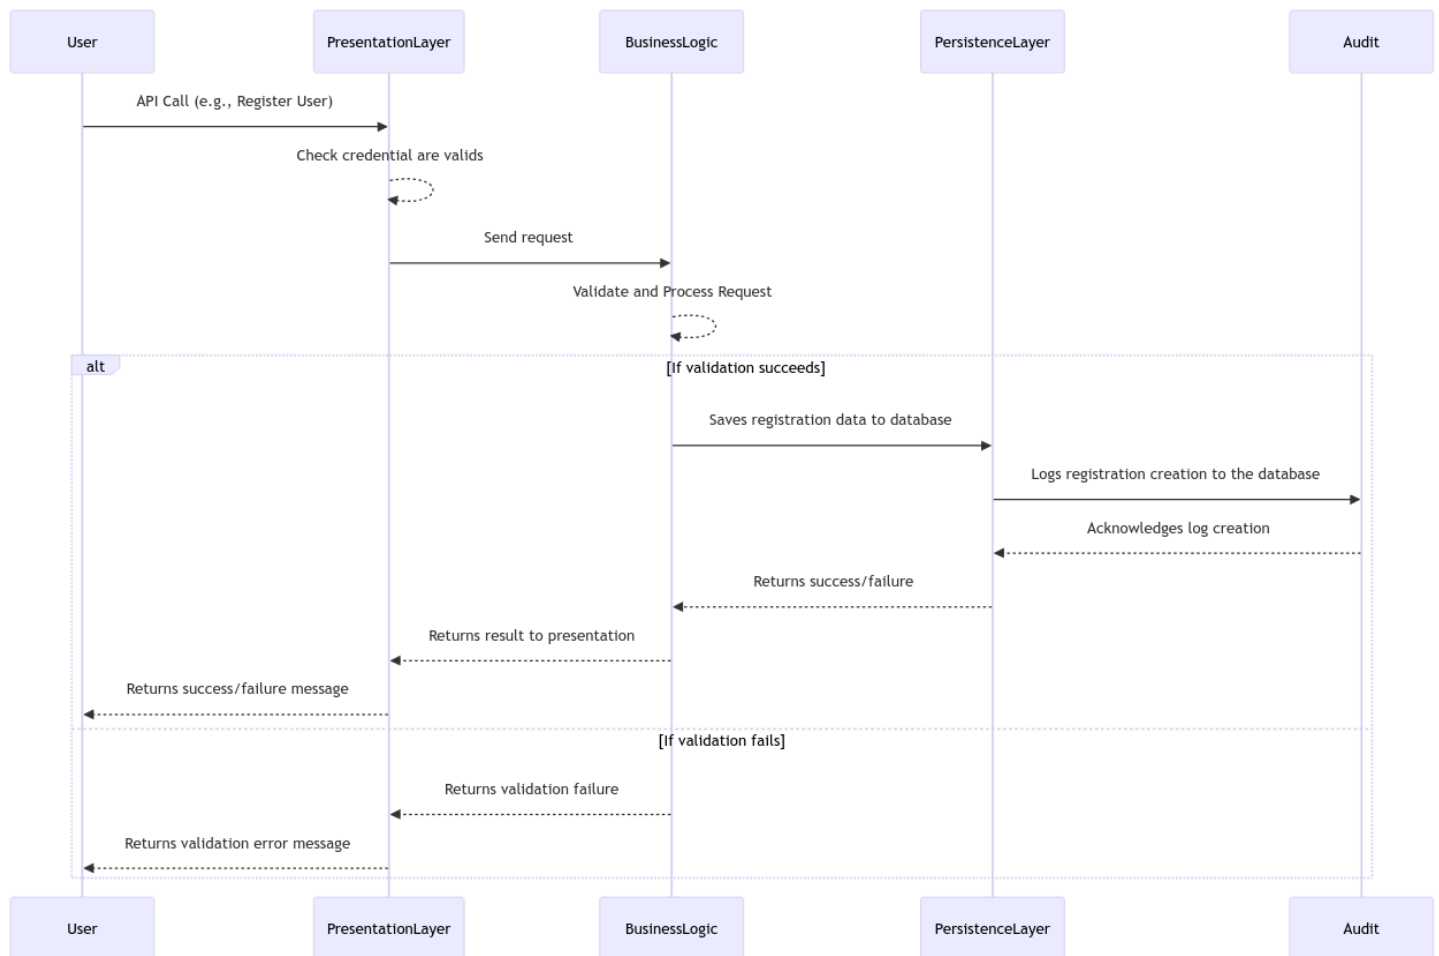 User
PresentationLayer
BusinessLogic
PersistenceLayer
Audit
API Call (e.g., Register User)
Check credential are valids
Send request
Validate and Process Request
alt
[If validation succeeds]
Saves registration data to database
Logs registration creation to the database
Acknowledges log creation
Returns success/failure
Returns result to presentation
Returns success/failure message
[If validation fails]
Returns validation failure
Returns validation error message
User
PresentationLayer
BusinessLogic
PersistenceLayer
Audit